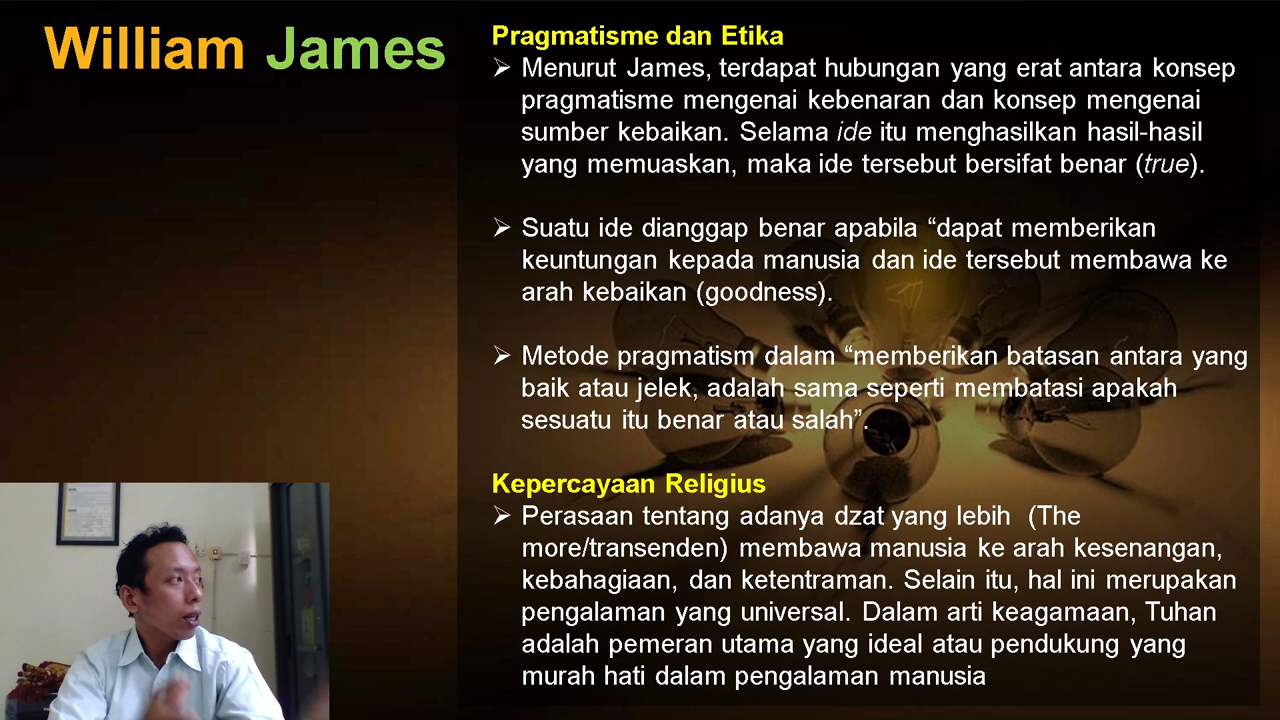 William James
Pragmatisme dan Etika
➢ Menurut James, terdapat hubungan yang erat antara konsep
pragmatisme mengenai kebenaran dan konsep mengenai
sumber kebaikan. Selama ide itu menghasilkan hasil-hasil
yang memuaskan, maka ide tersebut bersifat benar (true).
➢ Suatu ide dianggap benar apabila “dapat memberikan
keuntungan kepada manusia dan ide tersebut membawa ke
arah kebaikan (goodness).
➢ Metode pragmatism dalam “memberikan batasan antara yang
baik atau jelek, adalah sama seperti membatasi apakah
sesuatu itu benar atau salah”.
Kepercayaan Religius
➢ Perasaan tentang adanya dzat yang lebih (The
more/transenden) membawa manusia ke arah kesenangan,
kebahagiaan, dan ketentraman. Selain itu, hal ini merupakan
pengalaman yang universal. Dalam arti keagamaan, Tuhan
adalah pemeran utama yang ideal atau pendukung yang
murah hati dalam pengalaman manusia